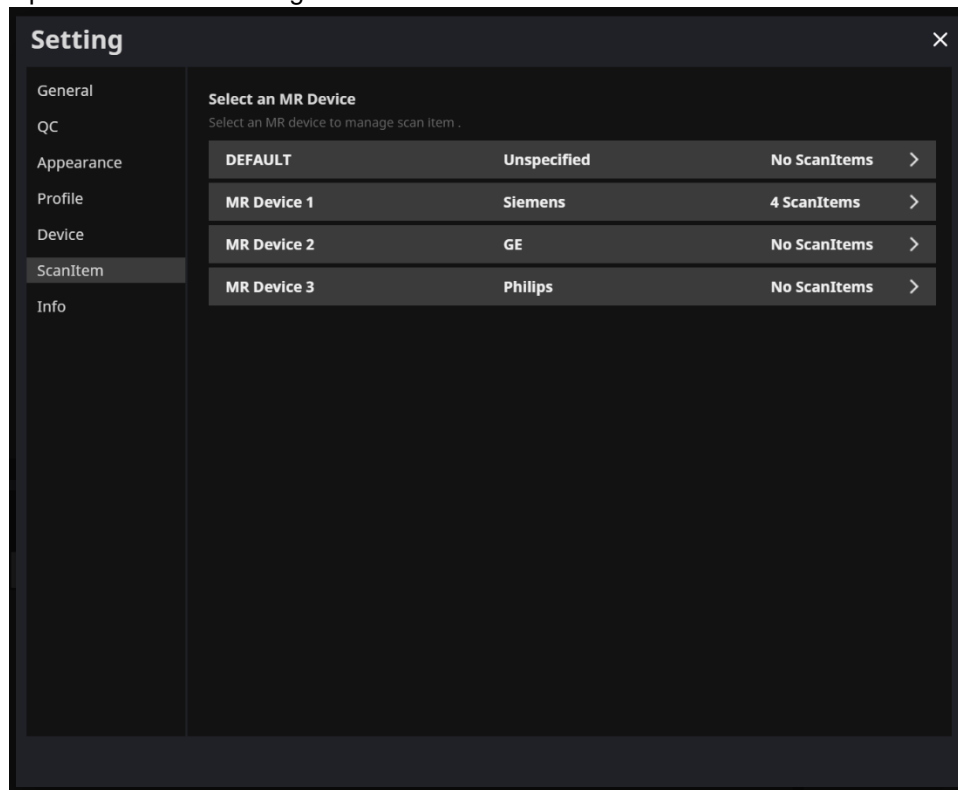 Setting
General
QC
Appearance
Profile
Device
ScanItem
Info
Select an MR Device
Select an MR device to manage scan item .
DEFAULT Unspecified No ScanItems
MR Device 1 Siemens 4 ScanItems
MR Device 2 GE No ScanItems
MR Device 3 Philips No ScanItems